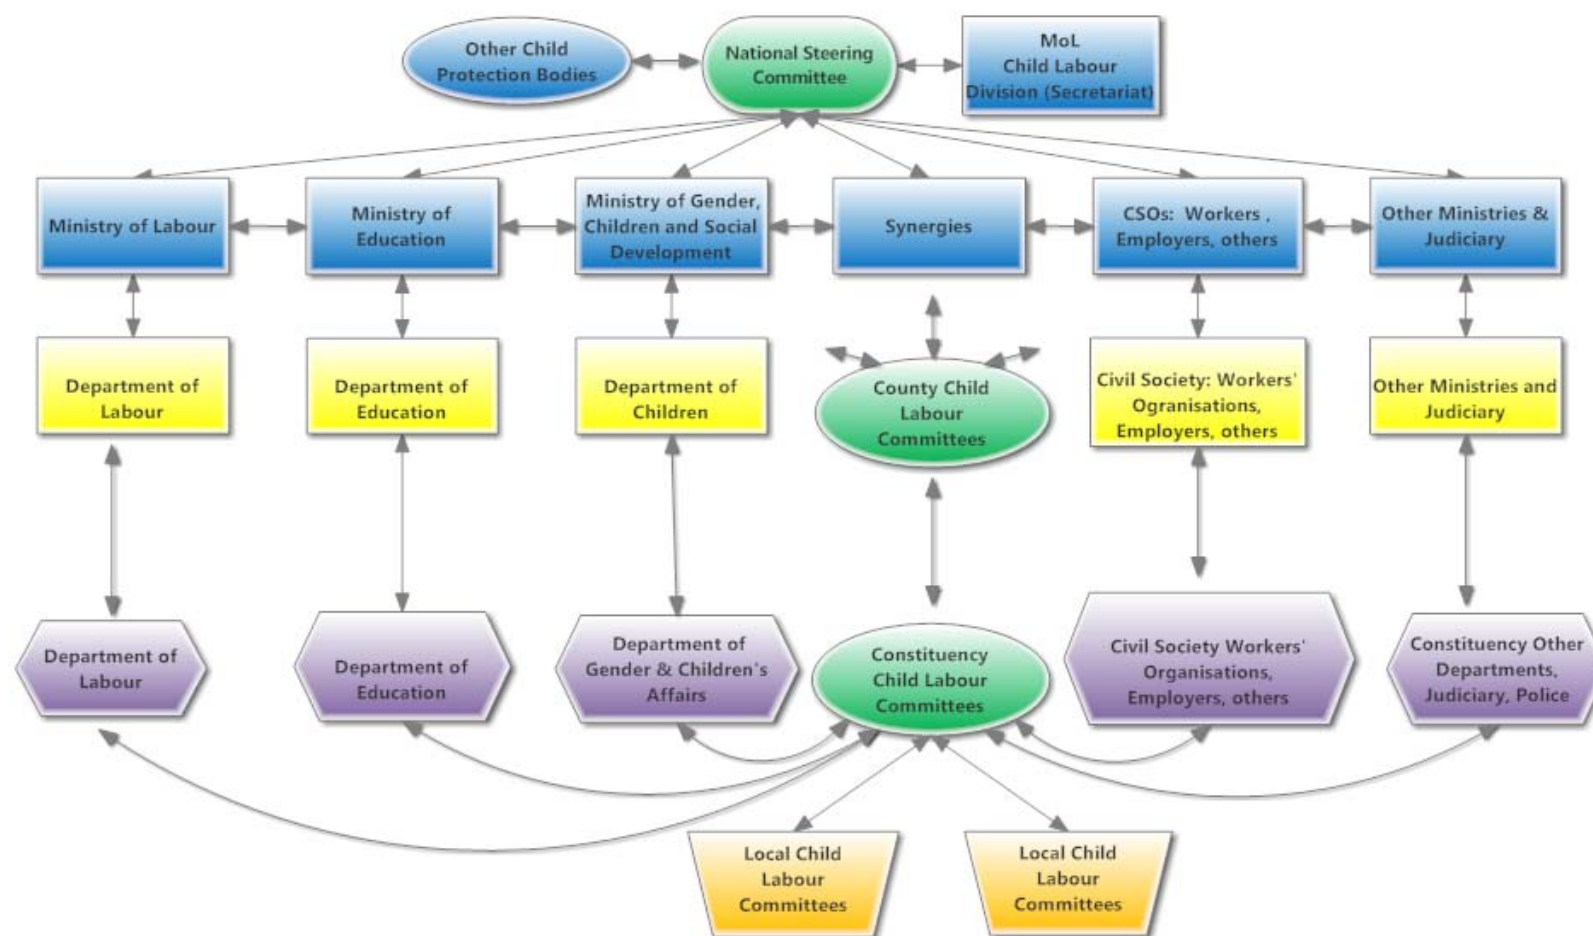 Other Child
Protection Bodies
National Steering
Committee
MoL
Child Labour
Division (Secretariat)
Ministry of Labour
Ministry of
Education
Ministry of Gender,
Children and Social
Development
Synergies
CSOs: Workers ,
Employers, others
Other Ministries &
Judiciary
Department of
Labour
Department of
Education
Department of
Children
County Child
Labour
Committees
Civil Society: Workers'
Ogranisations,
Employers, others
Other Ministries and
Judiciary
Department of
Labour
Department of
Education
Department of
Gender & Children's
Affairs
Constituency
Child Labour
Committees
Civil Society Workers'
Organisations,
Employers, others
Constituency Other
Departments,
Judiciary, Police
Local Child
Labour
Committees
Local Child
Labour
Committees